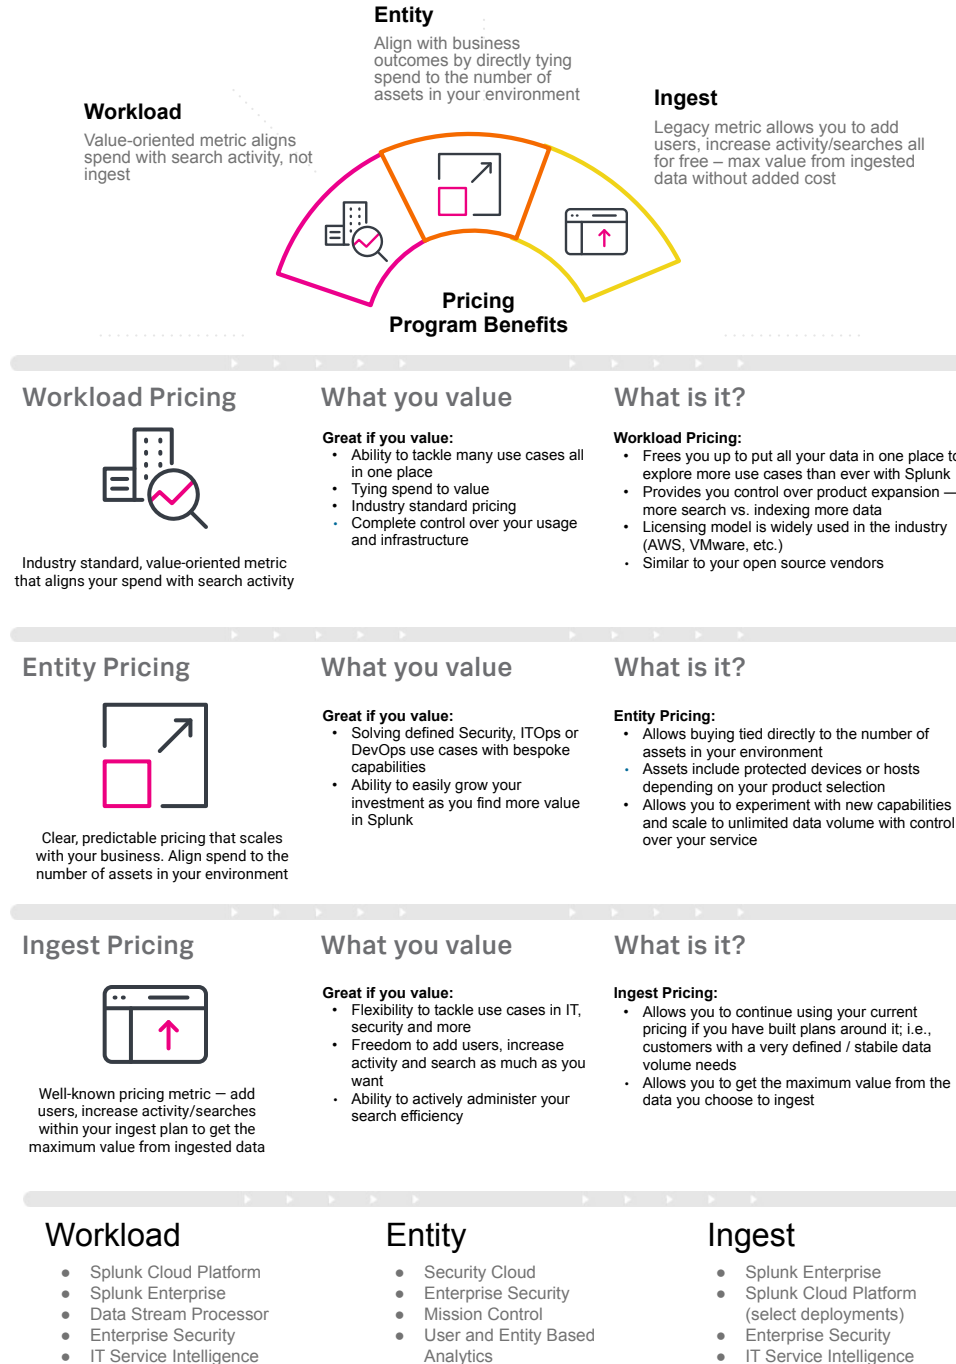 Entity
Align with business
outcomes by directly tying
spend to the number of
assets in your environment
Workload
Value-oriented metric aligns
spend with search activity, not
ingest
Ingest
Legacy metric allows you to add
users, increase activity/searches all
for free – max value from ingested
data without added cost
Pricing
Program Benefits
Workload Pricing
Industry standard, value-oriented metric
that aligns your spend with search activity
What you value
Great if you value:
• Ability to tackle many use cases all
in one place
• Tying spend to value
• Industry standard pricing
• Complete control over your usage
and infrastructure
What is it?
Workload Pricing:
• Frees you up to put all your data in one place to
explore more use cases than ever with Splunk
• Provides you control over product expansion —
more search vs. indexing more data
• Licensing model is widely used in the industry
(AWS, VMware, etc.)
• Similar to your open source vendors
Entity Pricing
Clear, predictable pricing that scales
with your business. Align spend to the
number of assets in your environment
What you value
Great if you value:
• Solving defined Security, ITOps or
DevOps use cases with bespoke
capabilities
• Ability to easily grow your
investment as you find more value
in Splunk
What is it?
Entity Pricing:
• Allows buying tied directly to the number of
assets in your environment
• Assets include protected devices or hosts
depending on your product selection
• Allows you to experiment with new capabilities
and scale to unlimited data volume with control
over your service
Ingest Pricing
Well-known pricing metric — add
users, increase activity/searches
within your ingest plan to get the
maximum value from ingested data
What you value
Great if you value:
• Flexibility to tackle use cases in IT,
security and more
• Freedom to add users, increase
activity and search as much as you
want
• Ability to actively administer your
search efficiency
What is it?
Ingest Pricing:
• Allows you to continue using your current
pricing if you have built plans around it; i.e.,
customers with a very defined / stabile data
volume needs
• Allows you to get the maximum value from the
data you choose to ingest
Workload
● Splunk Cloud Platform
● Splunk Enterprise
● Data Stream Processor
● Enterprise Security
● IT Service Intelligence
Entity
● Security Cloud
● Enterprise Security
● Mission Control
● User and Entity Based
Analytics
Ingest
● Splunk Enterprise
● Splunk Cloud Platform
(select deployments)
● Enterprise Security
● IT Service Intelligence